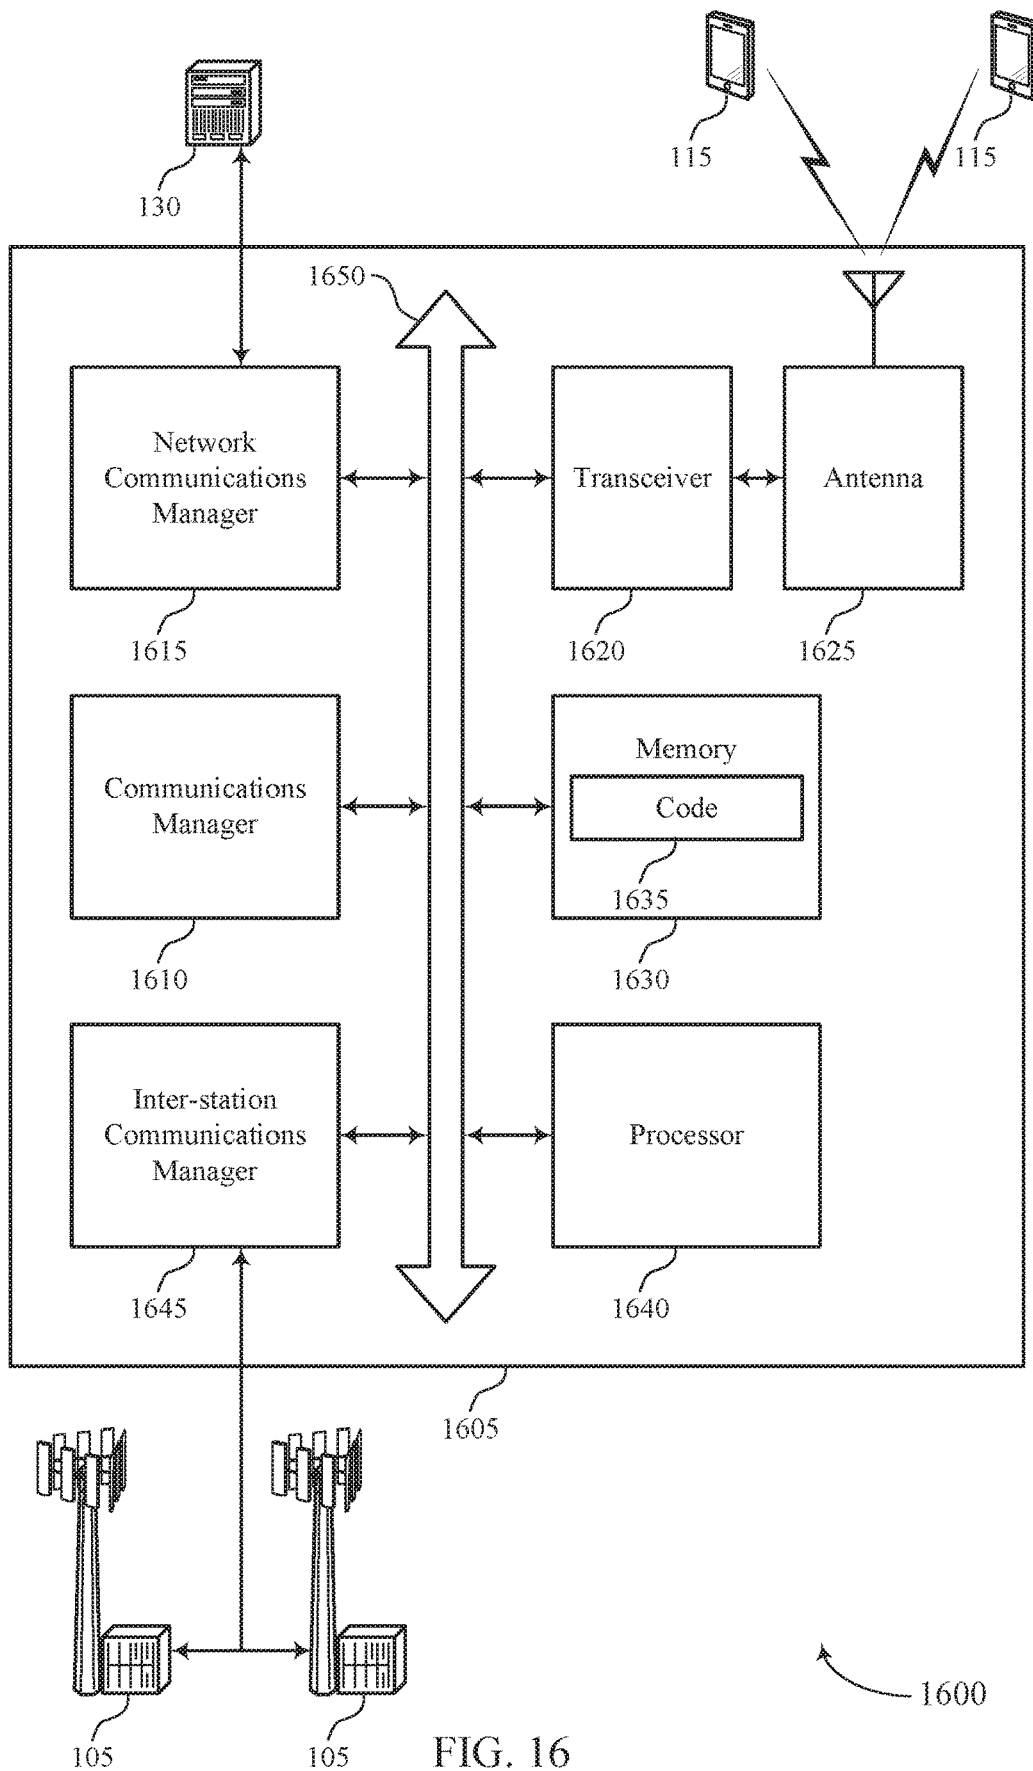 115
115
130
1650
Network
Communications
Manager
Transceiver
Antenna
1615
1620
1625
Communications
Manager
Memory
Code
1635
1610
1630
Inter-station
Communications
Manager
Processor
1645
1640
1605
1600
105
105
FIG. 16